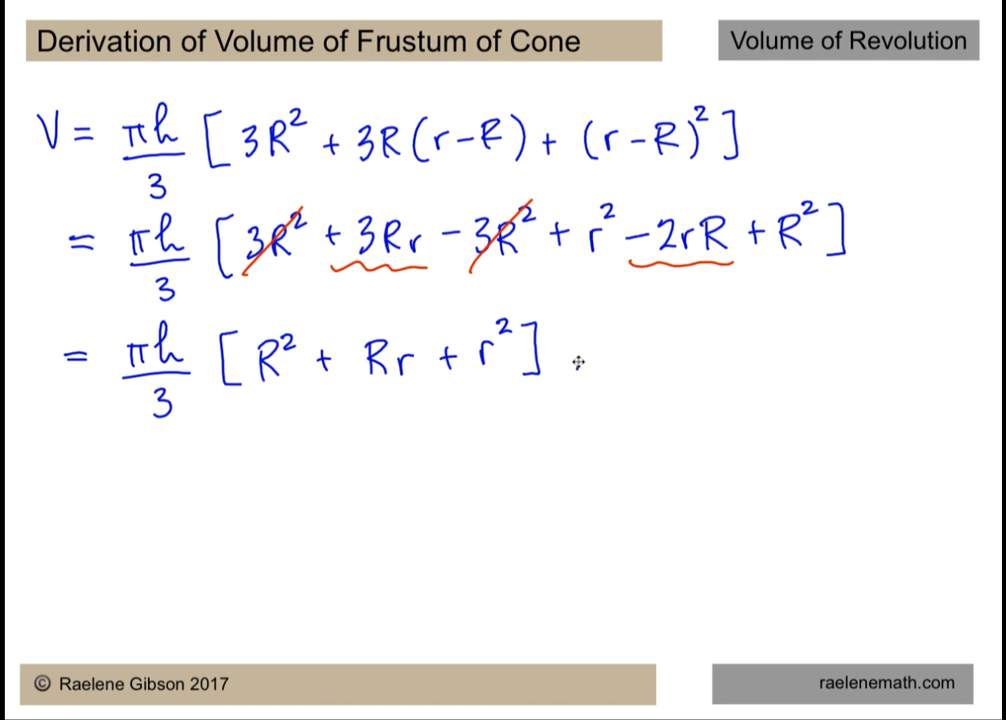 Derivation of Volume of Frustum of Cone
Volume of Revolution
V = πh/3 [3R² + 3R(r-R) + (r-R)²]
= πh/3 [3R² + 3Rr - 3R² + r² - 2rR + R²]
= πh/3 [R² + Rr + r²]
© Raelene Gibson 2017
raelenemath.com